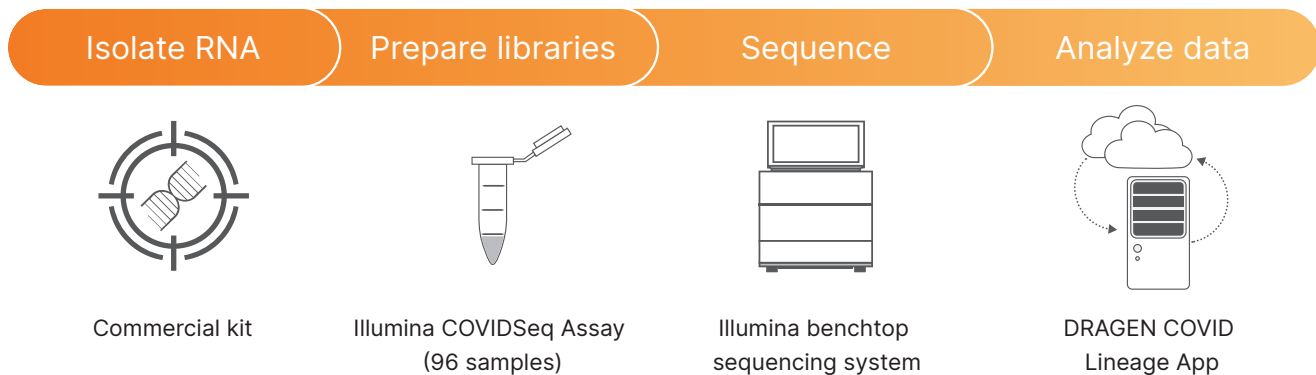 Isolate RNA
Prepare libraries
Sequence
Analyze data
Commercial kit
Illumina COVIDSeq Assay
(96 samples)
Illumina benchtop
sequencing system
DRAGEN COVID
Lineage App